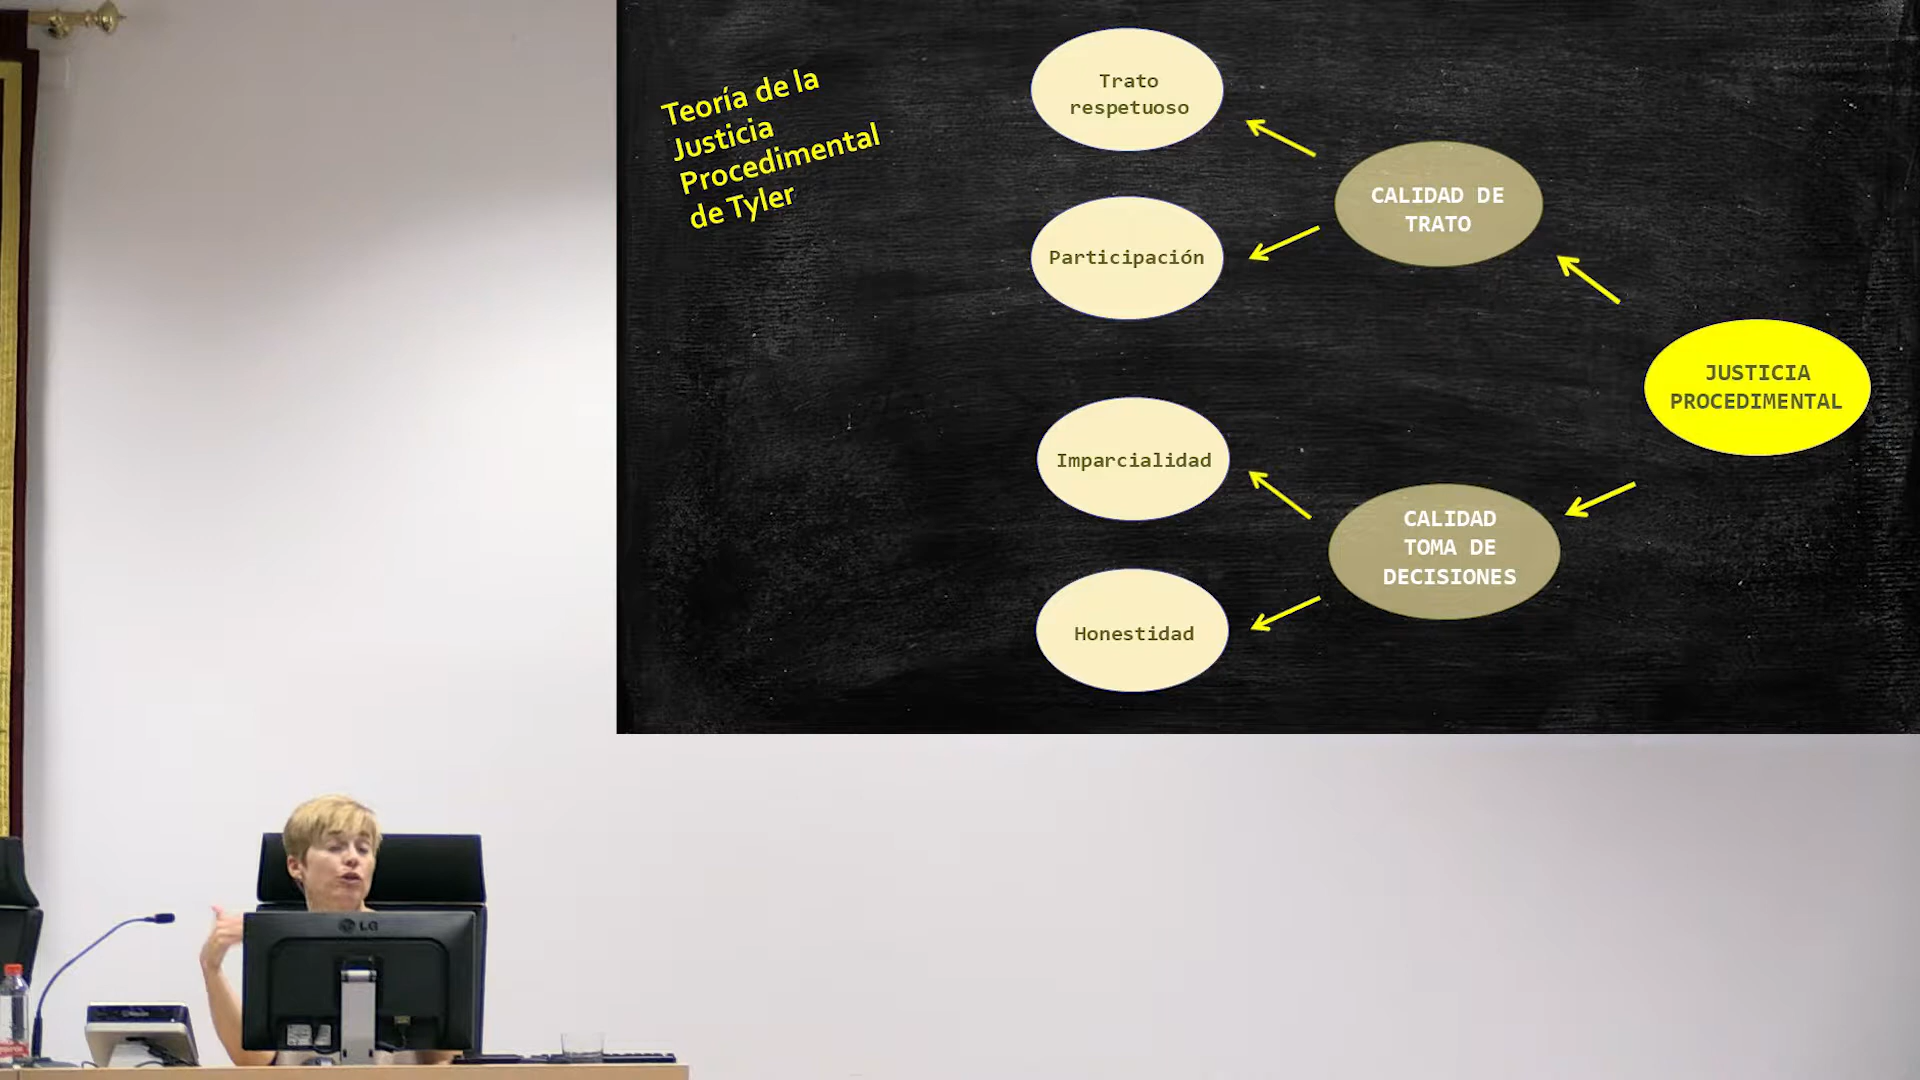 Teoría de la
Justicia
Procedimental
de Tyler
Trato
respetuoso
Participación
Imparcialidad
Honestidad
CALIDAD DE
TRATO
CALIDAD
TOMA DE
DECISIONES
JUSTICIA
PROCEDIMENTAL
LG